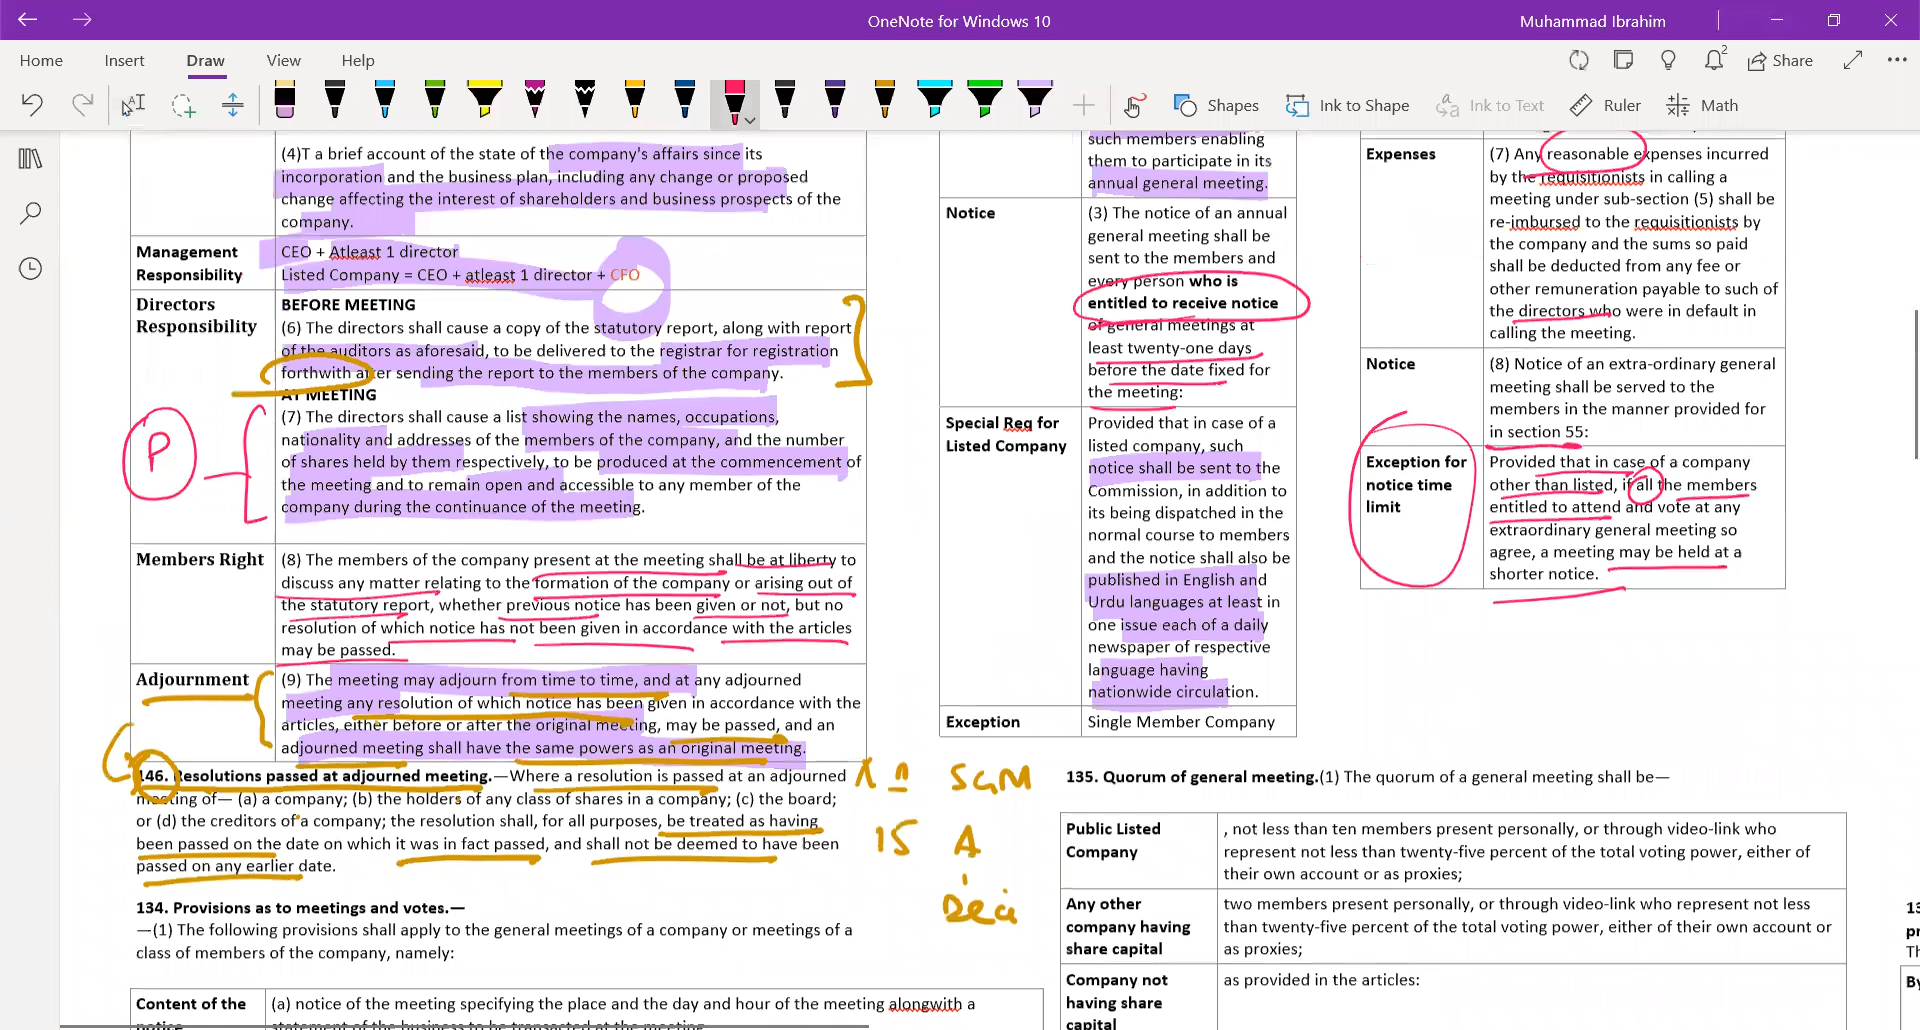 OneNote for Windows 10
Muhammad Ibrahim
Home
Insert
Draw
View
Help
2
Share
Shapes
Ink to Shape
Ink to Text
Ruler
Math
(4)T a brief account of the state of the company's affairs since its
incorporation and the business plan, including any change or proposed
change affecting the interest of shareholders and business prospects of the
company.
Management
Responsibility
CEO + Atleast 1 director
Listed Company = CEO + atleast 1 director + CFO
Directors
Responsibility
BEFORE MEETING
(6) The directors shall cause a copy of the statutory report, along with report
of the auditors as aforesaid, to be delivered to the registrar for registration
forthwith after sending the report to the members of the company.
AT MEETING
(7) The directors shall cause a list showing the names, occupations,
nationality and addresses of the members of the company, and the number
of shares held by them respectively, to be produced at the commencement of
the meeting and to remain open and accessible to any member of the
company during the continuance of the meeting.
P
Members Right
(8) The members of the company present at the meeting shall be at liberty to
discuss any matter relating to the formation of the company or arising out of
the statutory report, whether previous notice has been given or not, but no
resolution of which notice has not been given in accordance with the articles
may be passed.
Adjournment
(9) The meeting may adjourn from time to time, and at any adjourned
meeting any resolution of which notice has been given in accordance with the
articles, either before or after the original meeting, may be passed, and an
adjourned meeting shall have the same powers as an original meeting.
146. Resolutions passed at adjourned meeting.—Where a resolution is passed at an adjourned
meeting of— (a) a company; (b) the holders of any class of shares in a company; (c) the board;
or (d) the creditors of a company; the resolution shall, for all purposes, be treated as having
been passed on the date on which it was in fact passed, and shall not be deemed to have been
passed on any earlier date.
SGM
15 A
134. Provisions as to meetings and votes.—
—(1) The following provisions shall apply to the general meetings of a company or meetings of a
class of members of the company, namely:
Content of the
notice
(a) notice of the meeting specifying the place and the day and hour of the meeting alongwith a
statement of the business to be transacted at the meeting
such members enabling
them to participate in its
annual general meeting.
Notice
(3) The notice of an annual
general meeting shall be
sent to the members and
every person who is
entitled to receive notice
of general meetings at
least twenty-one days
before the date fixed for
the meeting:
Special Req for
Listed Company
Provided that in case of a
listed company, such
notice shall be sent to the
Commission, in addition to
its being dispatched in the
normal course to members
and the notice shall also be
published in English and
Urdu languages at least in
one issue each of a daily
newspaper of respective
language having
nationwide circulation.
Exception
Single Member Company
Expenses
(7) Any reasonable expenses incurred
by the requisitionists in calling a
meeting under sub-section (5) shall be
re-imbursed to the requisitionists by
the company and the sums so paid
shall be deducted from any fee or
other remuneration payable to such of
the directors who were in default in
calling the meeting.
Notice
(8) Notice of an extra-ordinary general
meeting shall be served to the
members in the manner provided for
in section 55:
Exception for
notice time
limit
Provided that in case of a company
other than listed, if all the members
entitled to attend and vote at any
extraordinary general meeting so
agree, a meeting may be held at a
shorter notice.
135. Quorum of general meeting.(1) The quorum of a general meeting shall be—
Public Listed
Company
, not less than ten members present personally, or through video-link who
represent not less than twenty-five percent of the total voting power, either of
their own account or as proxies;
Any other
company having
share capital
two members present personally, or through video-link who represent not less
than twenty-five percent of the total voting power, either of their own account or
as proxies;
Company not
having share
capital
as provided in the articles:
Th
By